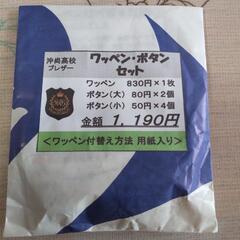 沖尚高校
ブレザー
ワッペン・ボタン
セット
ワッペン 830円×1枚
ボタン(大) 80円×2個
ボタン(小) 50円×4個
金額 1,190円
<ワッペン付替え方法 用紙入り>